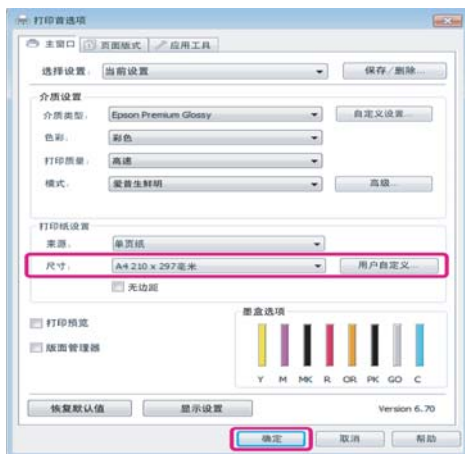 打印首选项
主窗口 页面版式 应用工具
选择设置: 当前设置 保存/删除...
介质设置
介质类型: Epson Premium Glossy 自定义设置...
色彩: 彩色
打印质量: 高速
模式: 爱普生鲜明 高级...
打印纸设置
来源: 单页纸
尺寸: A4 210 x 297毫米 用户自定义...
无边距
打印预览
版面管理器
墨盒选项
Y M MK R OR PK GO C
恢复默认值 显示设置 Version 6.70
确定 取消 帮助